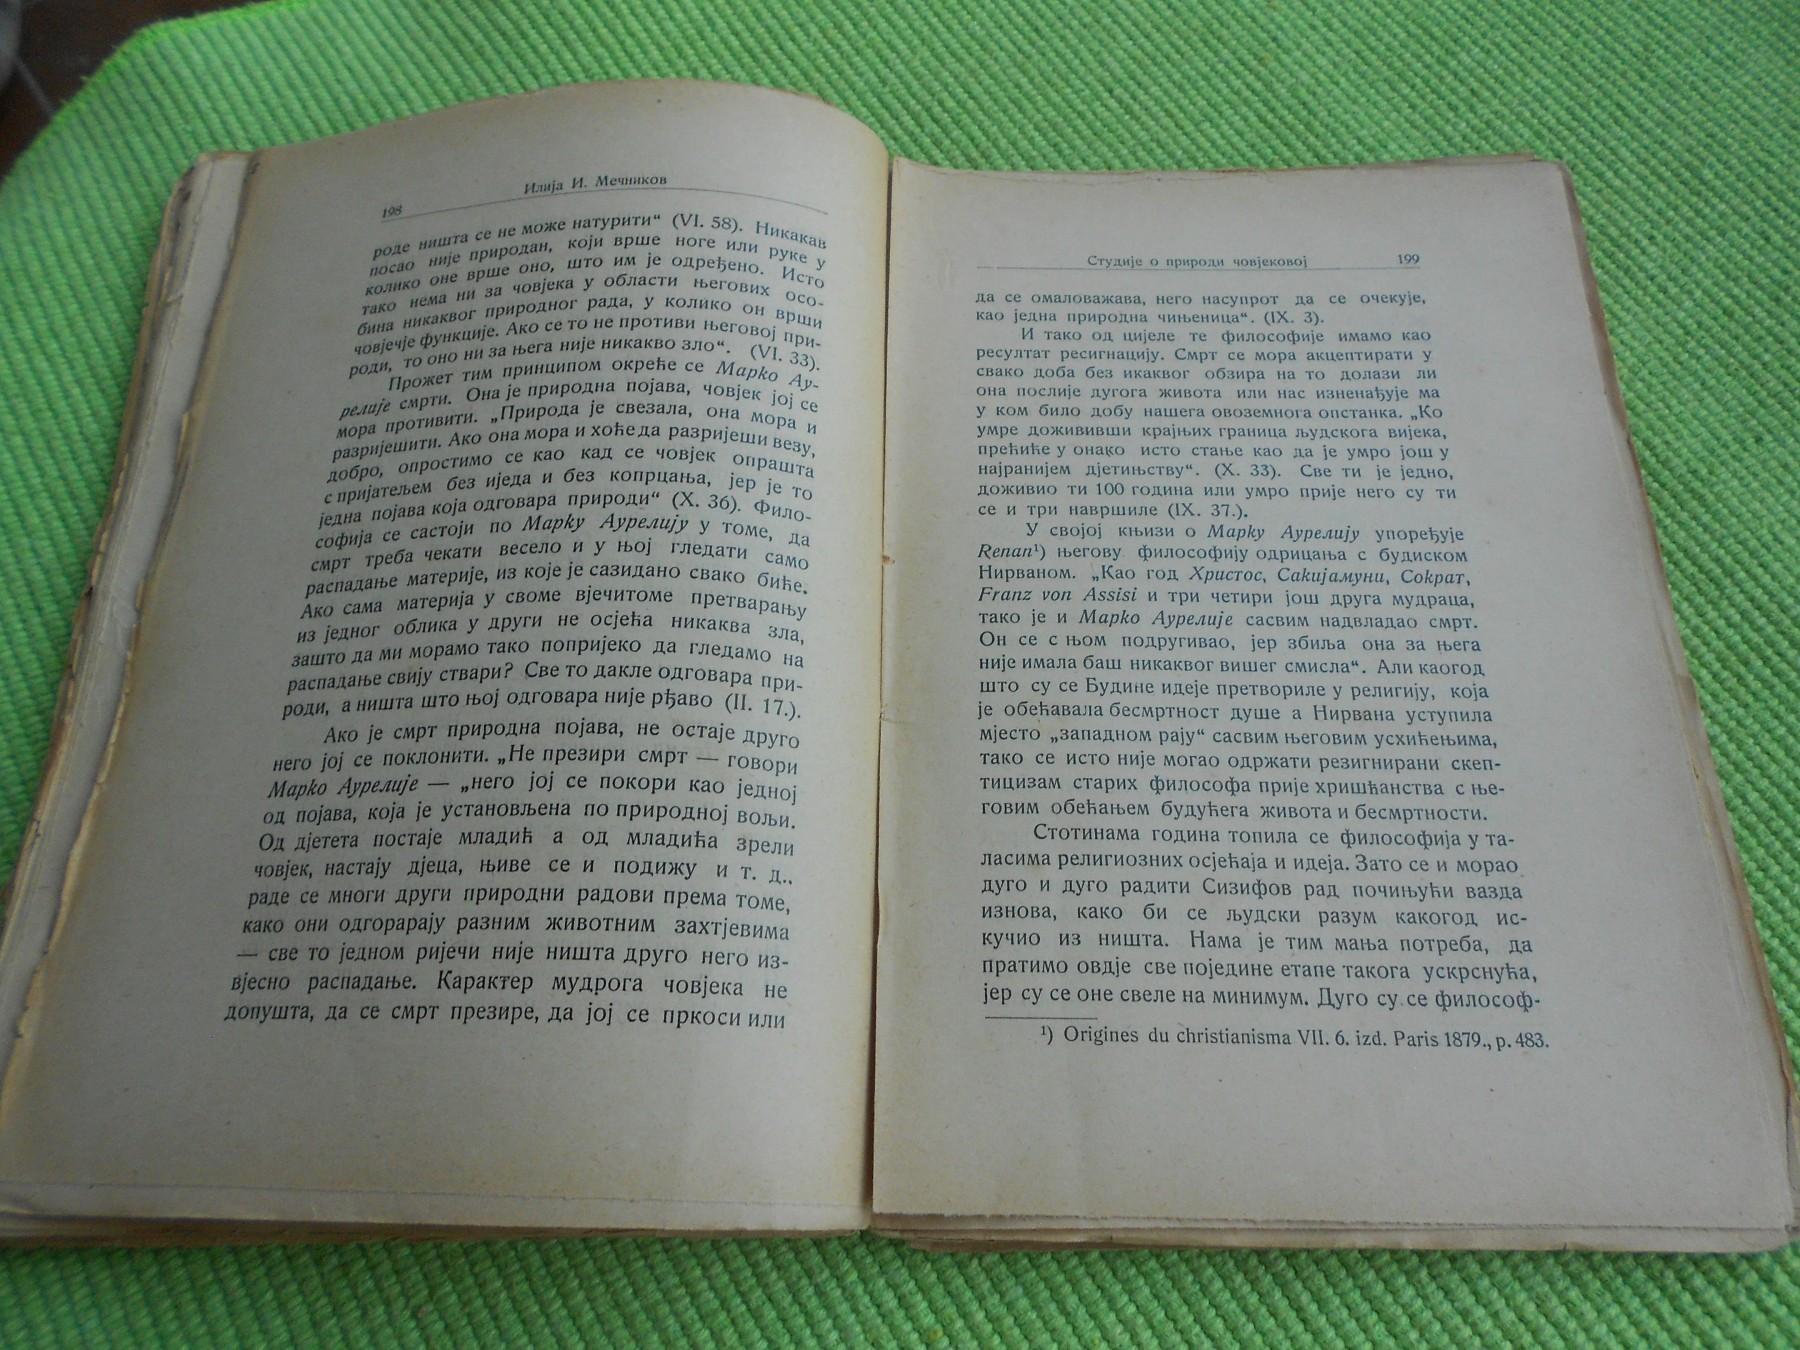 198
Илија И. Мечников
роде ништа се не може натурити“ (VI. 58). Никакав
посао није природан, који врше ноге или руке у
колико оне врше оно, што им је одређено. Исто
тако нема ни за човјека у области његових осо-
бина никаквог природног рада, у колико он врши
човјечје функције. Ако се то не противи његовој при-
роди, то оно ни за њега није никакво зло“. (VI. 33).
Прожет тим принципом окреће се Марко Ау-
релије смрти. Она је природна појава, човјек јој се
мора противити. „Природа је свезала, она мора и
разријешити. Ако она мора и хоће да разријеши везу,
добро, опростимо се као кад се човјек опрашта
с пријатељем без иједа и без копрцања, јер је то
једна појава која одговара природи“ (X. 36). Фило-
софија се састоји по Марку Аурелију у томе, да
смрт треба чекати весело и у њој гледати само
распадање материје, из које је сазидано свако биће.
Ако сама материја у своме вјечитоме претварању
из једног облика у други не осјећа никаква зла,
зашто да ми морамо тако попријеко да гледамо на
распадање свију ствари? Све то дакле одговара при-
роди, а ништа што њој одговара није рђаво (II. 17.).
Ако је смрт природна појава, не остаје друго
него јој се поклонити. „Не презири смрт — говори
Марко Аурелије — „него јој се покори као једној
од појава, која је установљена по природној вољи.
Од дјетета постаје младић а од младића зрели
човјек, настају дјеца, њиве се и подижу и т. д.,
раде се многи други природни радови према томе,
како они одгорарају разним животним захтјевима
— све то једном ријечи није ништа друго него из-
вјесно распадање. Карактер мудрога човјека не
допушта, да се смрт презире, да јој се пркоси или
Студије о природи човјековој 199
да се омаловажава, него насупрот да се очекује,
као једна природна чињеница“. (IX. 3).
И тако од цијеле те философије имамо као
ресултат ресигнацију. Смрт се мора акцептирати у
свако доба без икаквог обзира на то долази ли
она послије дугога живота или нас изненађује ма
у ком било добу нашега овоземнога опстанка. „Ко
умре дожививши крајњих граница људскога вијека,
прећиће у онако исто стање као да је умро још у
најранијем дјетињству“. (X. 33). Све ти је једно,
доживио ти 100 година или умро прије него су ти
се и три навршиле (IX. 37.).
У својој књизи о Марку Аурелију упоређује
Renan¹) његову философију одрицања с будиском
Нирваном. „Као год Христос, Сакијамуни, Сократ,
Franz von Assisi и три четири још друга мудраца,
тако је и Марко Аурелије сасвим надвладао смрт.
Он се с њом подругивао, јер збиља она за њега
није имала баш никаквог вишег смисла“. Али каогод
што су се Будине идеје претвориле у религију, која
је обећавала бесмртност душе а Нирвана уступила
мјесто „западном рају“ сасвим његовим усхићењима,
тако се исто није могао одржати резигнирани скеп-
тицизам старих философа прије хришћанства с ње-
говим обећањем будућега живота и бесмртности.
Стотинама година топила се философија у та-
ласима религиозних осјећаја и идеја. Зато се и морао
дуго и дуго радити Сизифов рад почињући вазда
изнова, како би се људски разум какогод ис-
кучио из ништа. Нама је тим мања потреба, да
пратимо овдје све поједине етапе такога ускрснућа,
јер су се оне свеле на минимум. Дуго су се философ-
¹) Origines du christianisma VII. 6. izd. Paris 1879., p. 483.